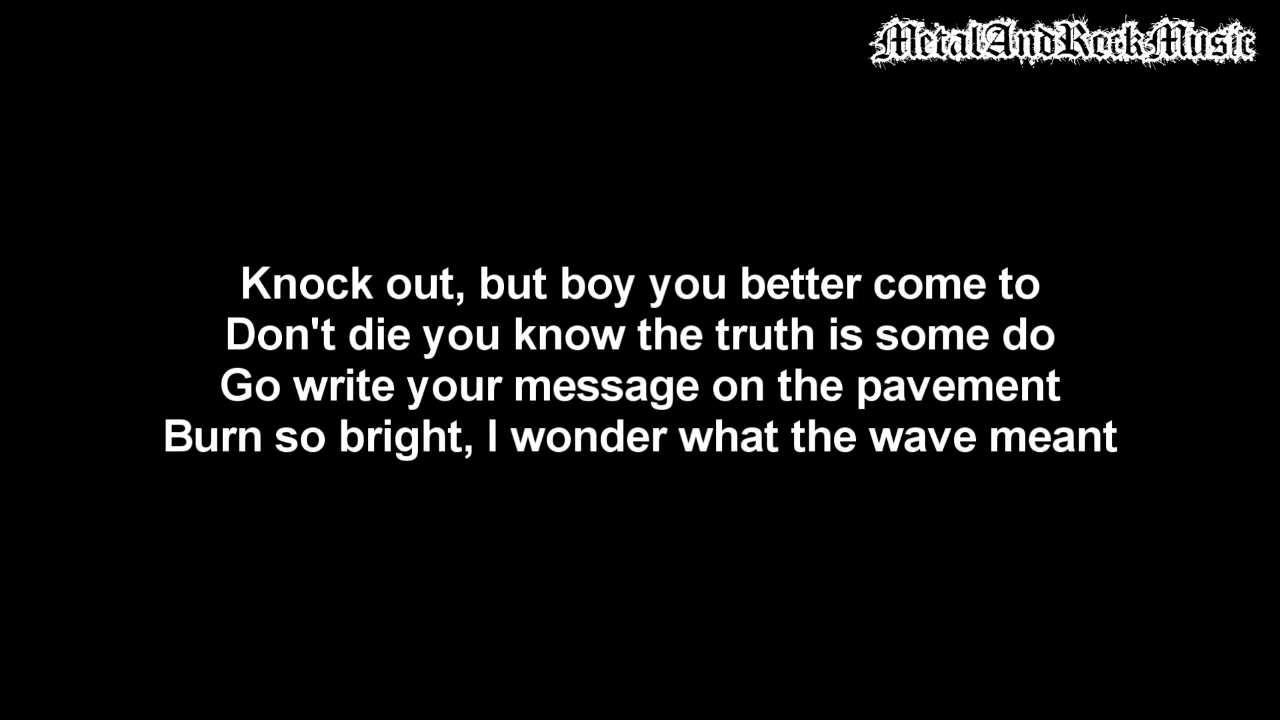 MetalAndRockMusic
Knock out, but boy you better come to
Don't die you know the truth is some do
Go write your message on the pavement
Burn so bright, I wonder what the wave meant